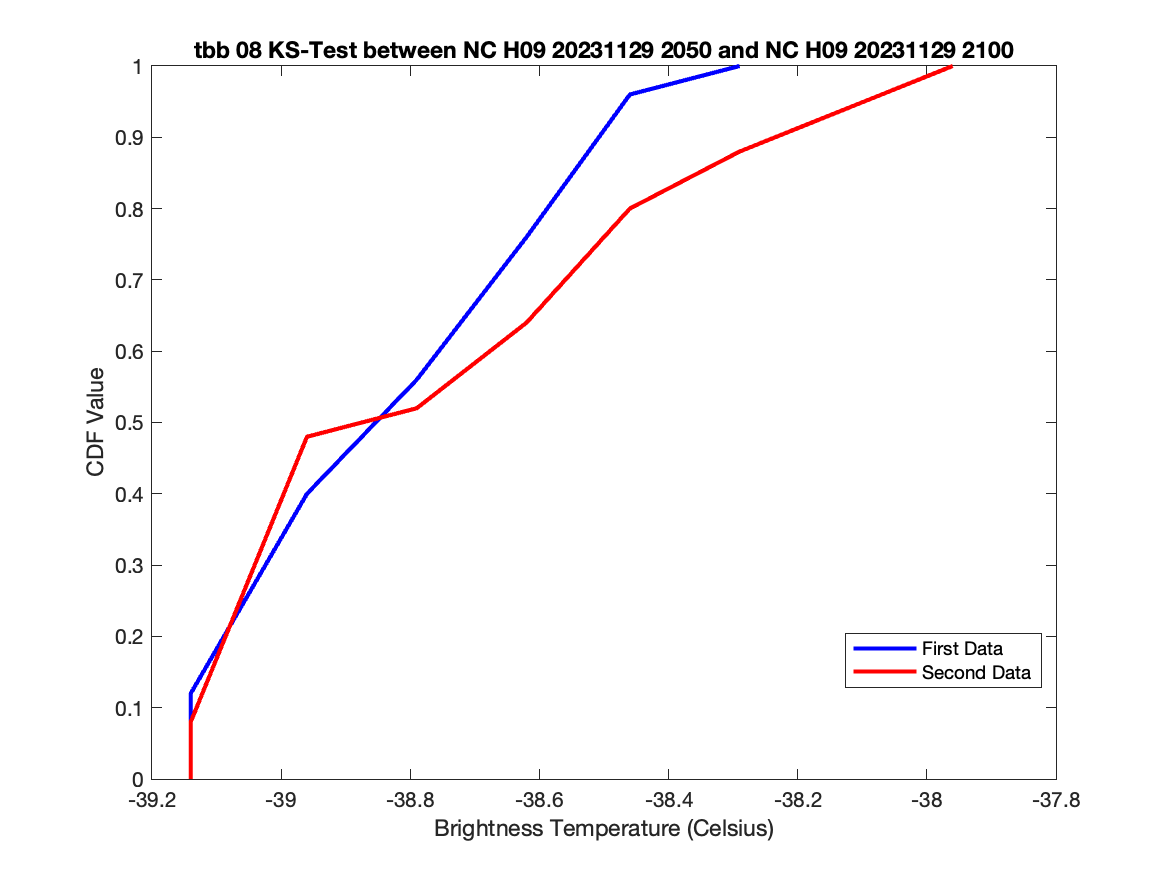 tbb 08 KS-Test between NC H09 20231129 2050 and NC H09 20231129 2100
1
0.9
0.8
0.7
0.6
0.5
0.4
0.3
0.2
0.1
0
CDF Value
First Data
Second Data
-39.2 -39 -38.8 -38.6 -38.4 -38.2 -38 -37.8
Brightness Temperature (Celsius)